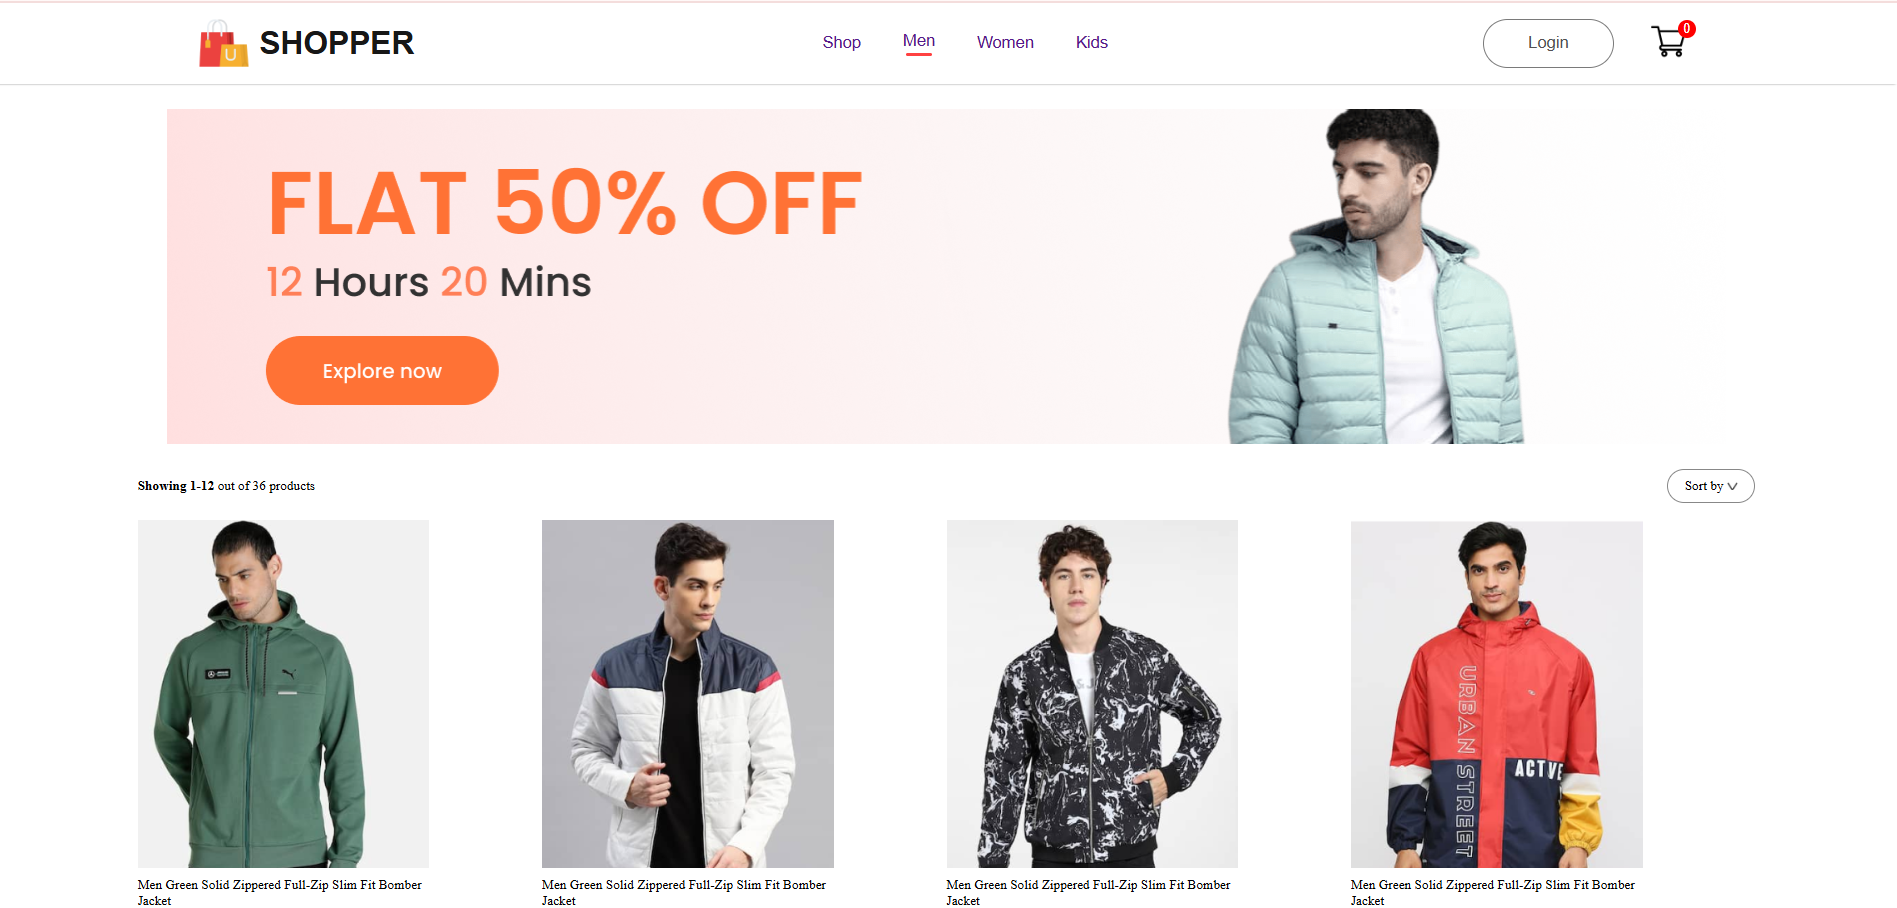 U
SHOPPER
Shop
Men
Women
Kids
Login
0
FLAT 50% OFF
12 Hours 20 Mins
Explore now
Showing 1-12 out of 36 products
Sort by
URBAN STREET
ACTIVE
Men Green Solid Zippered Full-Zip Slim Fit Bomber
Jacket
Men Green Solid Zippered Full-Zip Slim Fit Bomber
Jacket
Men Green Solid Zippered Full-Zip Slim Fit Bomber
Jacket
Men Green Solid Zippered Full-Zip Slim Fit Bomber
Jacket